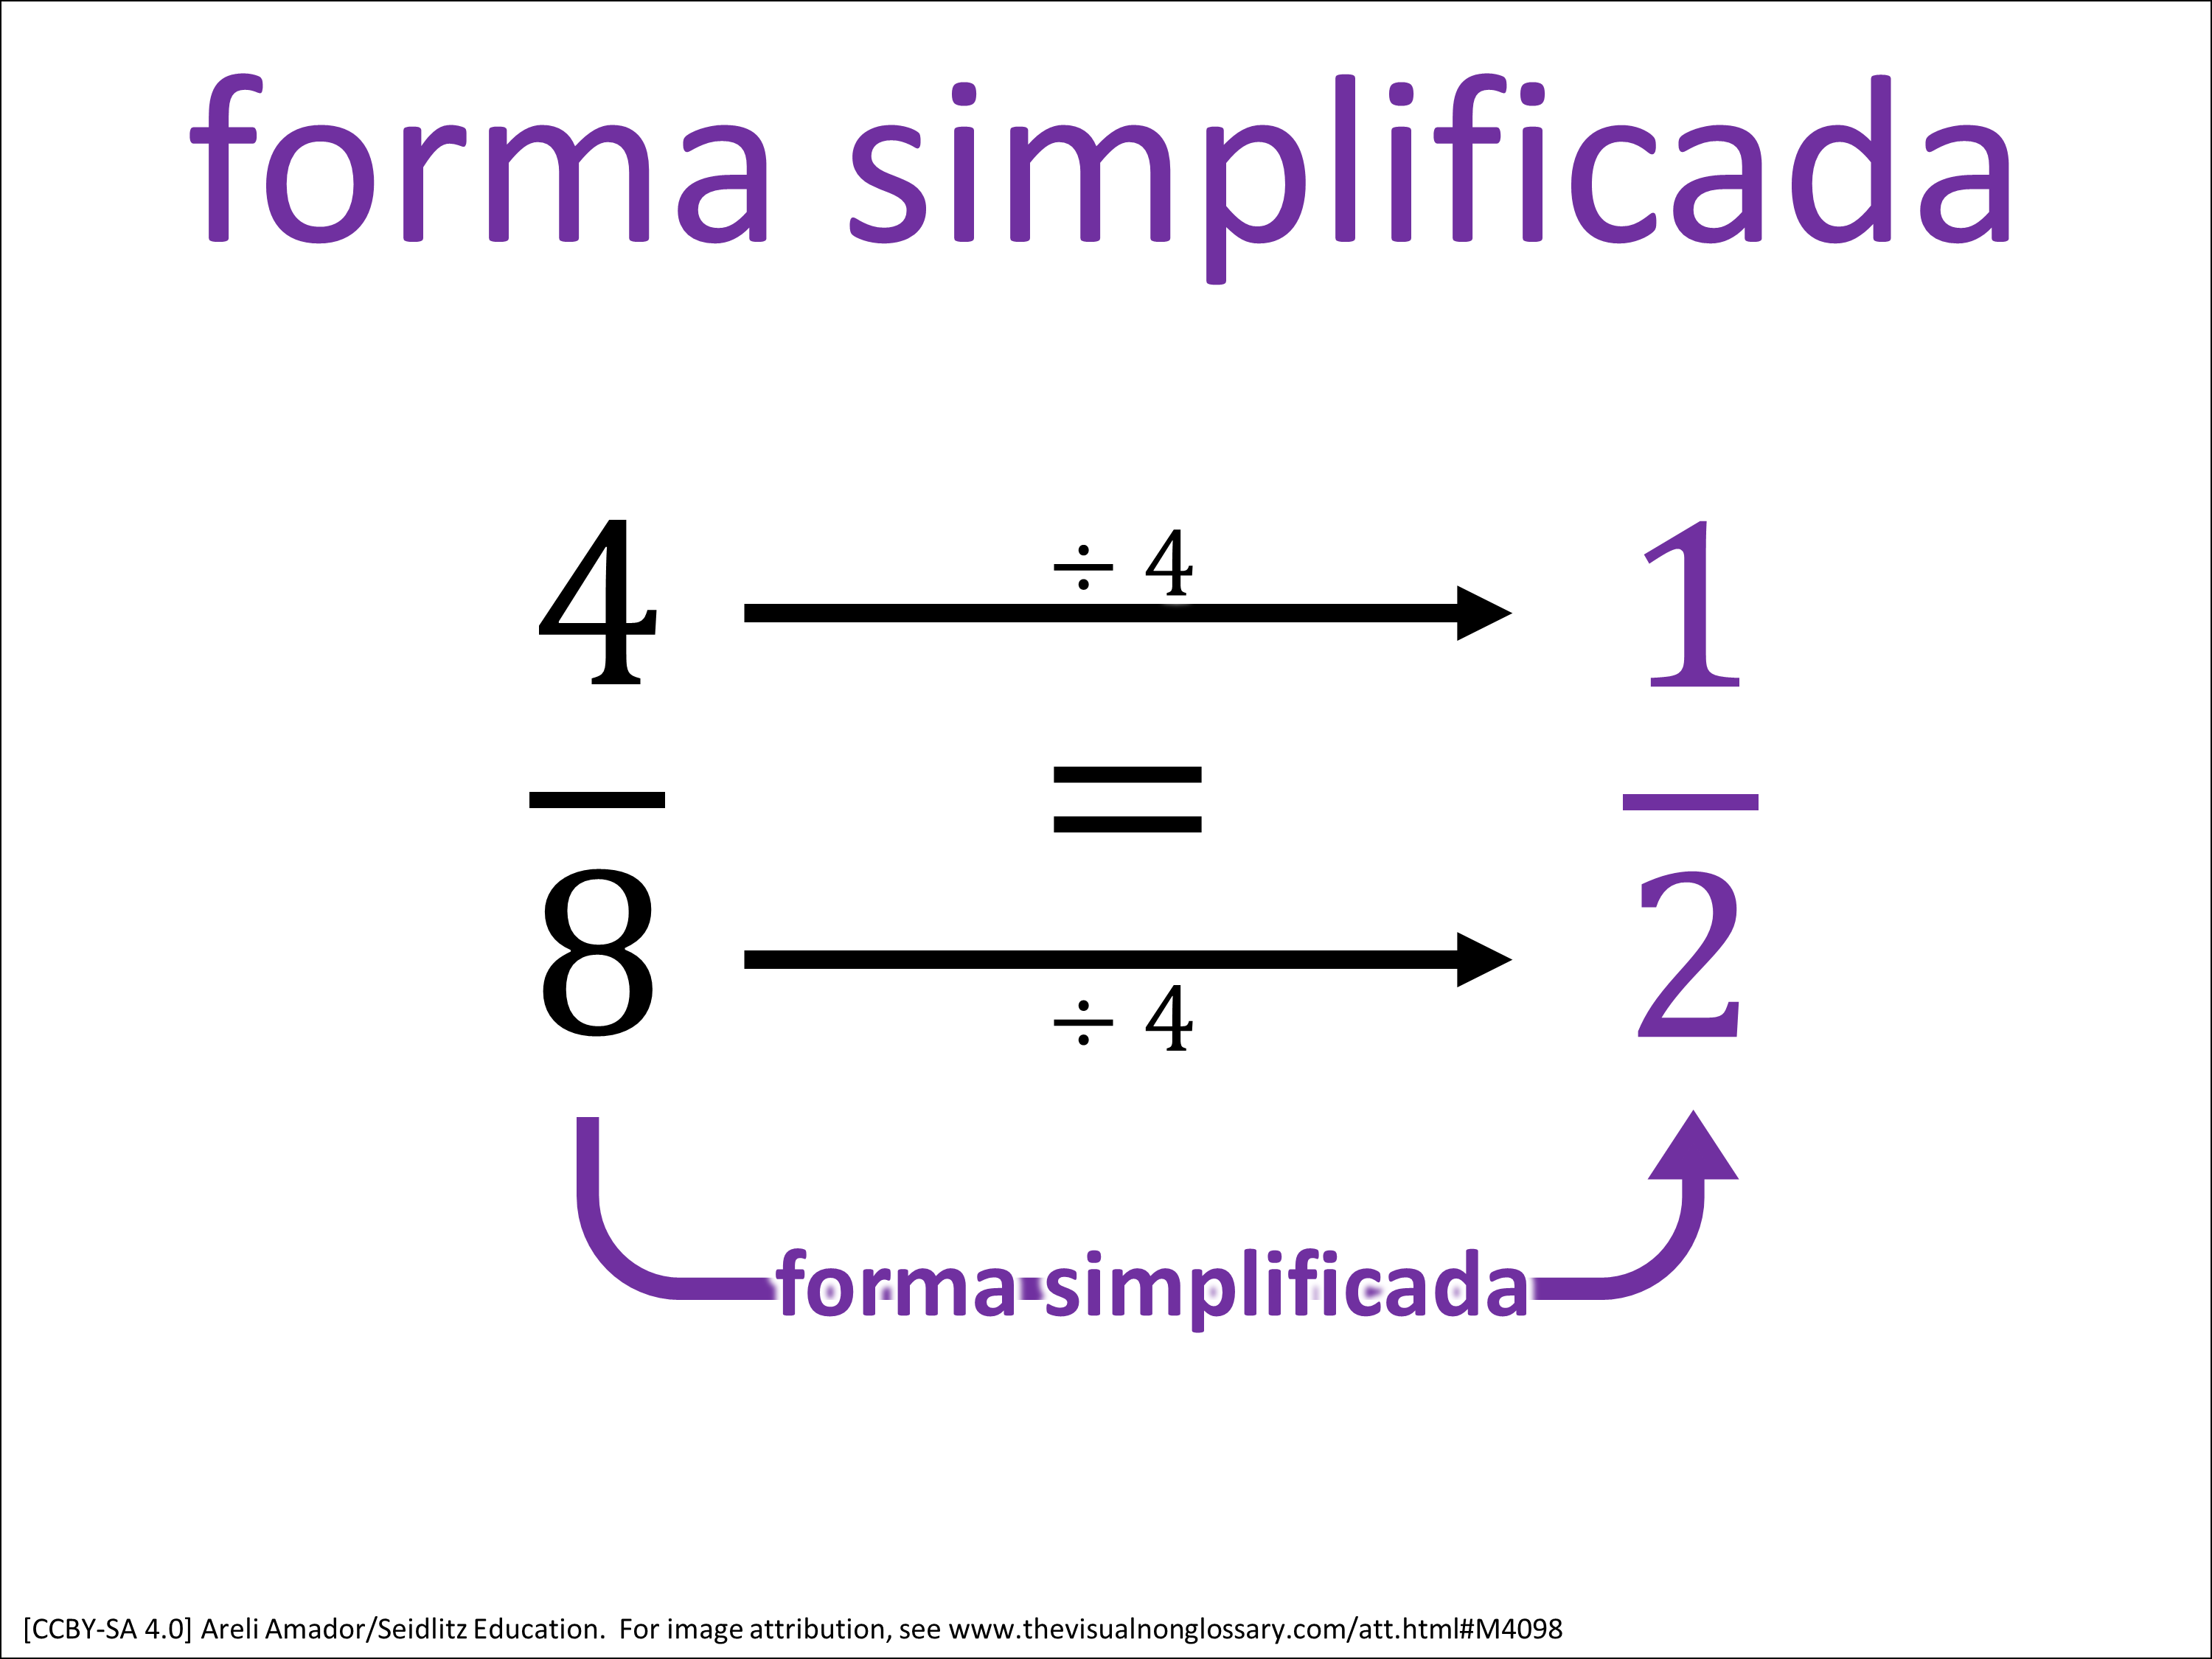 forma simplificada
4 ÷ 4 1
=
8 ÷ 4 2
forma simplificada
[CCBY-SA 4.0] Areli Amador/Seidlitz Education.  For image attribution, see www.thevisualnonglossary.com/att.html#M4098